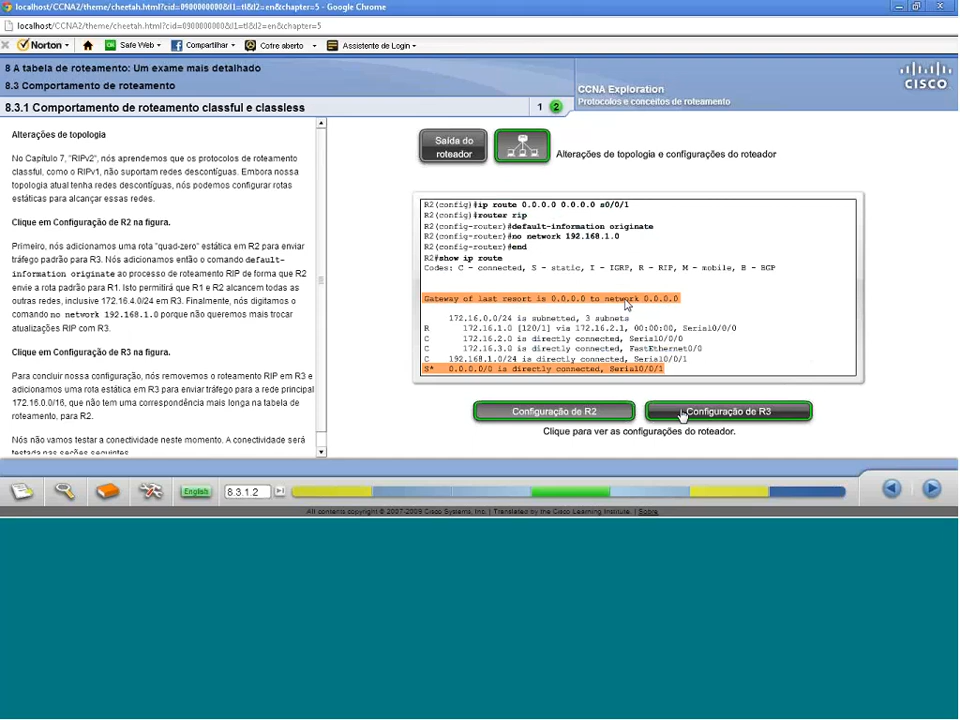 localhost/CCNA2/theme/cheetah.html?cid=0900000000&l1=tl&l2=en&chapter=5 - Google Chrome
localhost/CCNA2/theme/cheetah.html?cid=0900000000&l1=tl&l2=en&chapter=5
Norton
Safe Web
Compartilhar
Cofre aberto
Assistente de Login
8 A tabela de roteamento: Um exame mais detalhado
8.3 Comportamento de roteamento
8.3.1 Comportamento de roteamento classful e classless
1 2
CCNA Exploration
Protocolos e conceitos de roteamento
CISCO
Alterações de topologia
No Capítulo 7, "RIPv2", nós aprendemos que os protocolos de roteamento
classful, como o RIPv1, não suportam redes descontíguas. Embora nossa
topologia atual tenha redes descontíguas, nós podemos configurar rotas
estáticas para alcançar essas redes.
Clique em Configuração de R2 na figura.
Primeiro, nós adicionamos uma rota "quad-zero" estática em R2 para enviar
tráfego padrão para R3. Nós adicionamos então o comando default-
information originate ao processo de roteamento RIP de forma que R2
envie a rota padrão para R1. Isto permitirá que R1 e R2 alcancem todas as
outras redes, inclusive 172.16.4.0/24 em R3. Finalmente, nós digitamos o
comando no network 192.168.1.0 porque não queremos mais trocar
atualizações RIP com R3.
Clique em Configuração de R3 na figura.
Para concluir nossa configuração, nós removemos o roteamento RIP em R3 e
adicionamos uma rota estática em R3 para enviar tráfego para a rede principal
172.16.0.0/16, que não tem uma correspondência mais longa na tabela de
roteamento, para R2.
Nós não vamos testar a conectividade neste momento. A conectividade será
testada nas seções seguintes.
Saída do
roteador
Alterações de topologia e configurações do roteador
R2(config)#ip route 0.0.0.0 0.0.0.0 s0/0/1
R2(config)#router rip
R2(config-router)#default-information originate
R2(config-router)#no network 192.168.1.0
R2(config-router)#end
R2#show ip route
Codes: C - connected, S - static, I - IGRP, R - RIP, M - mobile, B - BGP
Gateway of last resort is 0.0.0.0 to network 0.0.0.0
172.16.0.0/24 is subnetted, 3 subnets
R 172.16.1.0 [120/1] via 172.16.2.1, 00:00:00, Serial0/0/0
C 172.16.2.0 is directly connected, Serial0/0/0
C 172.16.3.0 is directly connected, FastEthernet0/0
C 192.168.1.0/24 is directly connected, Serial0/0/1
S* 0.0.0.0/0 is directly connected, Serial0/0/1
Configuração de R2
Configuração de R3
Clique para ver as configurações do roteador.
English
8.3.1.2
All contents copyright © 2007-2009 Cisco Systems, Inc. | Translated by the Cisco Learning Institute. | Sobre